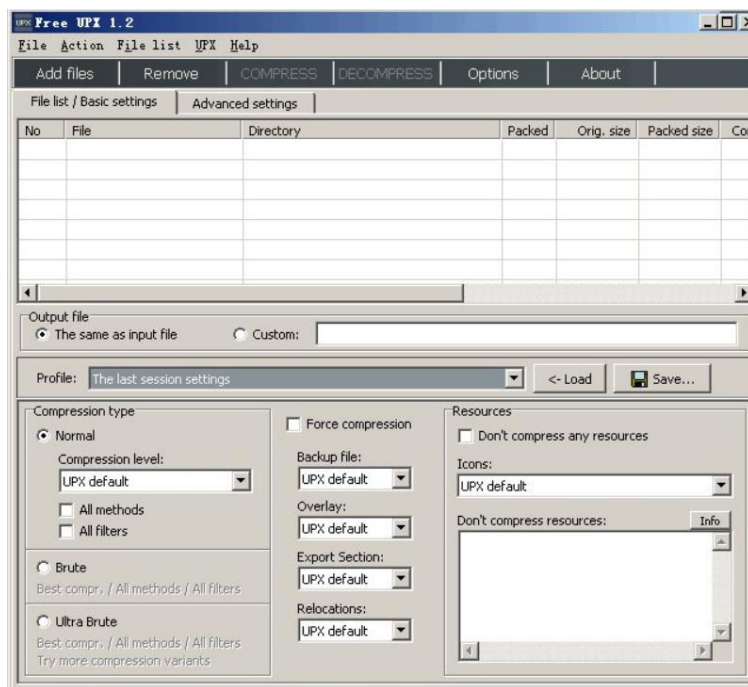 UPX Free UPX 1.2
File Action File list UPX Help
Add files Remove COMPRESS DECOMPRESS Options About
File list / Basic settings Advanced settings
No File Directory Packed Orig. size Packed size Co
Output file
The same as input file Custom:
Profile: The last session settings <- Load Save...
Compression type
Normal
Compression level:
UPX default
All methods
All filters
Brute
Best compr. / All methods / All filters
Ultra Brute
Best compr. / All methods / All filters
Try more compression variants
Force compression
Backup file:
UPX default
Overlay:
UPX default
Export Section:
UPX default
Relocations:
UPX default
Resources
Don't compress any resources
Icons:
UPX default
Don't compress resources: Info